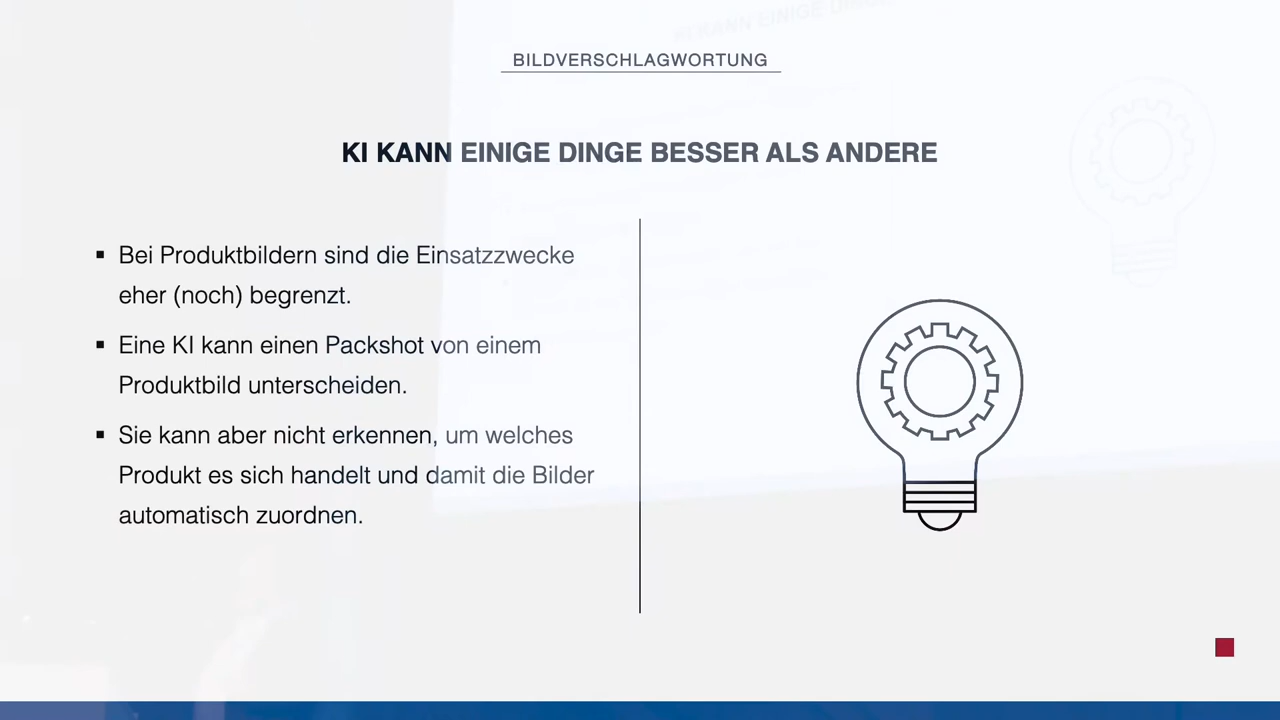 BILDVERSCHLAGWORTUNG
KI KANN EINIGE DINGE BESSER ALS ANDERE
▪ Bei Produktbildern sind die Einsatzzwecke
eher (noch) begrenzt.
▪ Eine KI kann einen Packshot von einem
Produktbild unterscheiden.
▪ Sie kann aber nicht erkennen, um welches
Produkt es sich handelt und damit die Bilder
automatisch zuordnen.